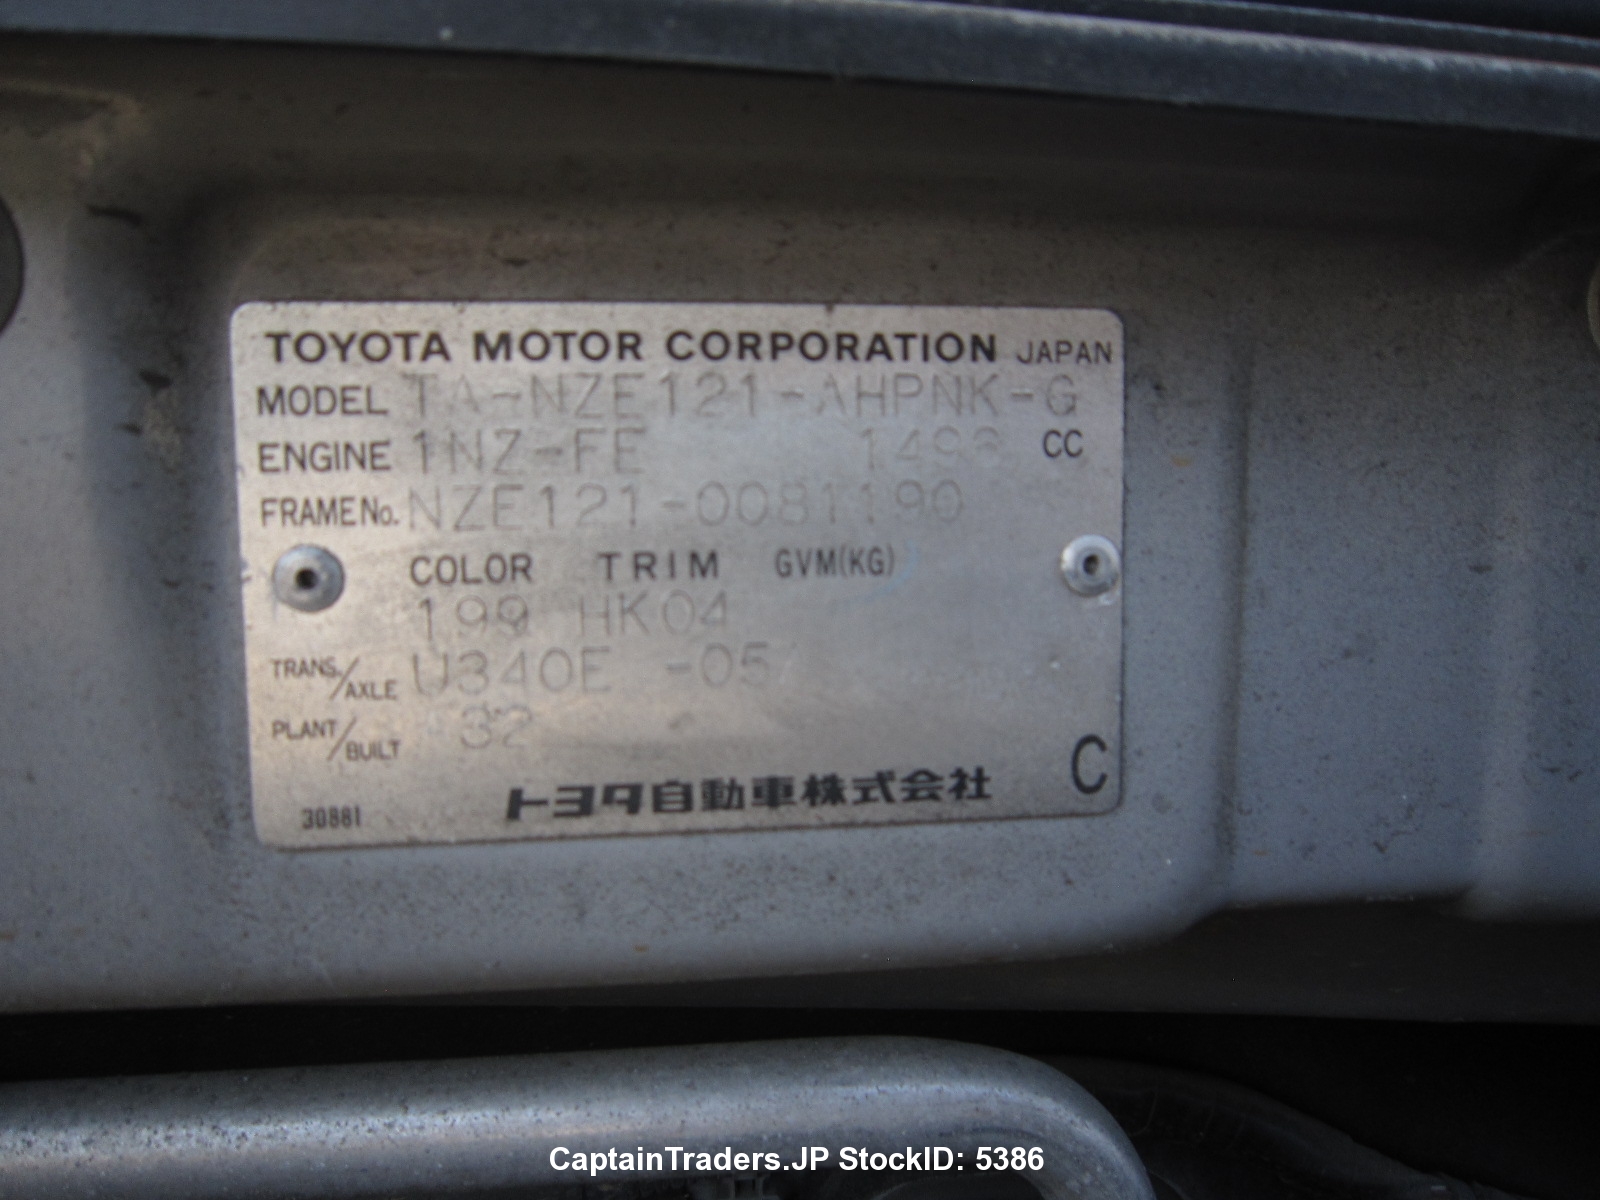 TOYOTA MOTOR CORPORATION JAPAN
MODEL TA-NZE121-AHPNK-G
ENGINE 1NZ-FE 1496 CC
FRAME No. NZE121-0081190
COLOR TRIM GVM(KG)
199 HK04
TRANS./AXLE U340E -05
PLANT/BUILT 32
トヨタ自動車株式会社 C
30881
CaptainTraders.JP StockID: 5386